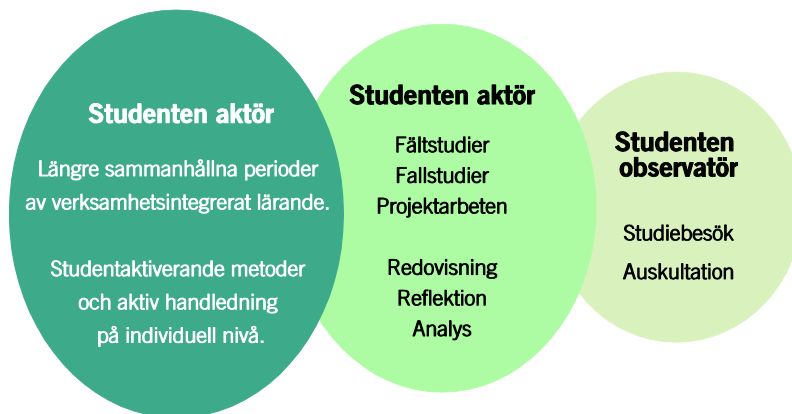 Studenten aktör
Längre sammanhållna perioder
av verksamhetsintegrerat lärande.
Studentaktiverande metoder
och aktiv handledning
på individuell nivå.
Studenten aktör
Fältstudier
Fallstudier
Projektarbeten
Redovisning
Reflektion
Analys
Studenten
observatör
Studiebesök
Auskultation